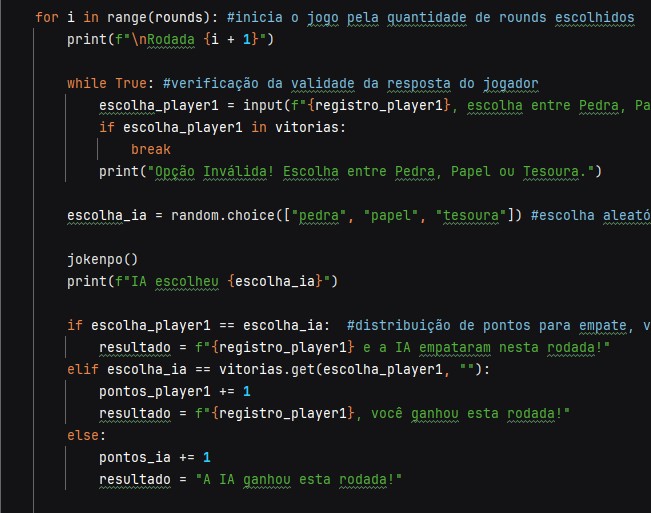 for i in range(rounds): #inicia o jogo pela quantidade de rounds escolhidos
print(f"\nRodada {i + 1}")
while True: #verificação da validade da resposta do jogador
escolha_player1 = input(f"{registro_player1}, escolha entre Pedra, Pa
if escolha_player1 in vitorias:
break
print("Opção Inválida! Escolha entre Pedra, Papel ou Tesoura.")
escolha_ia = random.choice(["pedra", "papel", "tesoura"]) #escolha aleató
jokenpo()
print(f"IA escolheu {escolha_ia}")
if escolha_player1 == escolha_ia:  #distribuição de pontos para empate, v
resultado = f"{registro_player1} e a IA empataram nesta rodada!"
elif escolha_ia == vitorias.get(escolha_player1, ""):
pontos_player1 += 1
resultado = f"{registro_player1}, você ganhou esta rodada!"
else:
pontos_ia += 1
resultado = "A IA ganhou esta rodada!"